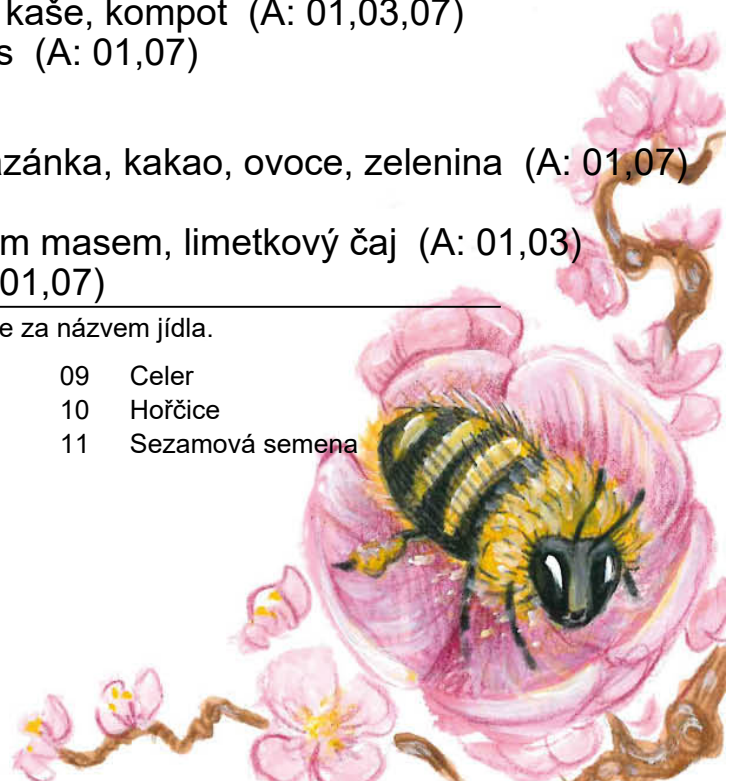 kaše, kompot (A: 01,03,07)
s (A: 01,07)
azánka, kakao, ovoce, zelenina (A: 01,07)
m masem, limetkový čaj (A: 01,03)
01,07)
e za názvem jídla.
09 Celer
10 Hořčice
11 Sezamová semena